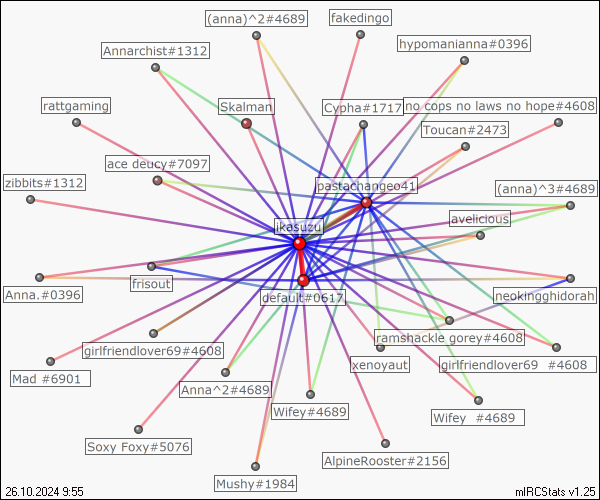 (anna)^2#4689
fakedingo
Annarchist#1312
hypomanianna#0396
rattgaming
Skalman
Cypha#1717
no cops no laws no hope#4608
Toucan#2473
ace deucy#7097
pastachangeo41
zibbits#1312
(anna)^3#4689
avelicious
ikasuzu
frisout
Anna.#0396
default#0617
neokingghidorah
ramshackle gorey#4608
girlfriendlover69#4608
xenoyaut
girlfriendlover69 #4608
Mad #6901
Anna^2#4689
Wifey#4689
Wifey #4689
Soxy Foxy#5076
AlpineRooster#2156
Mushy#1984
26.10.2024 9:55
mIRCStats v1.25